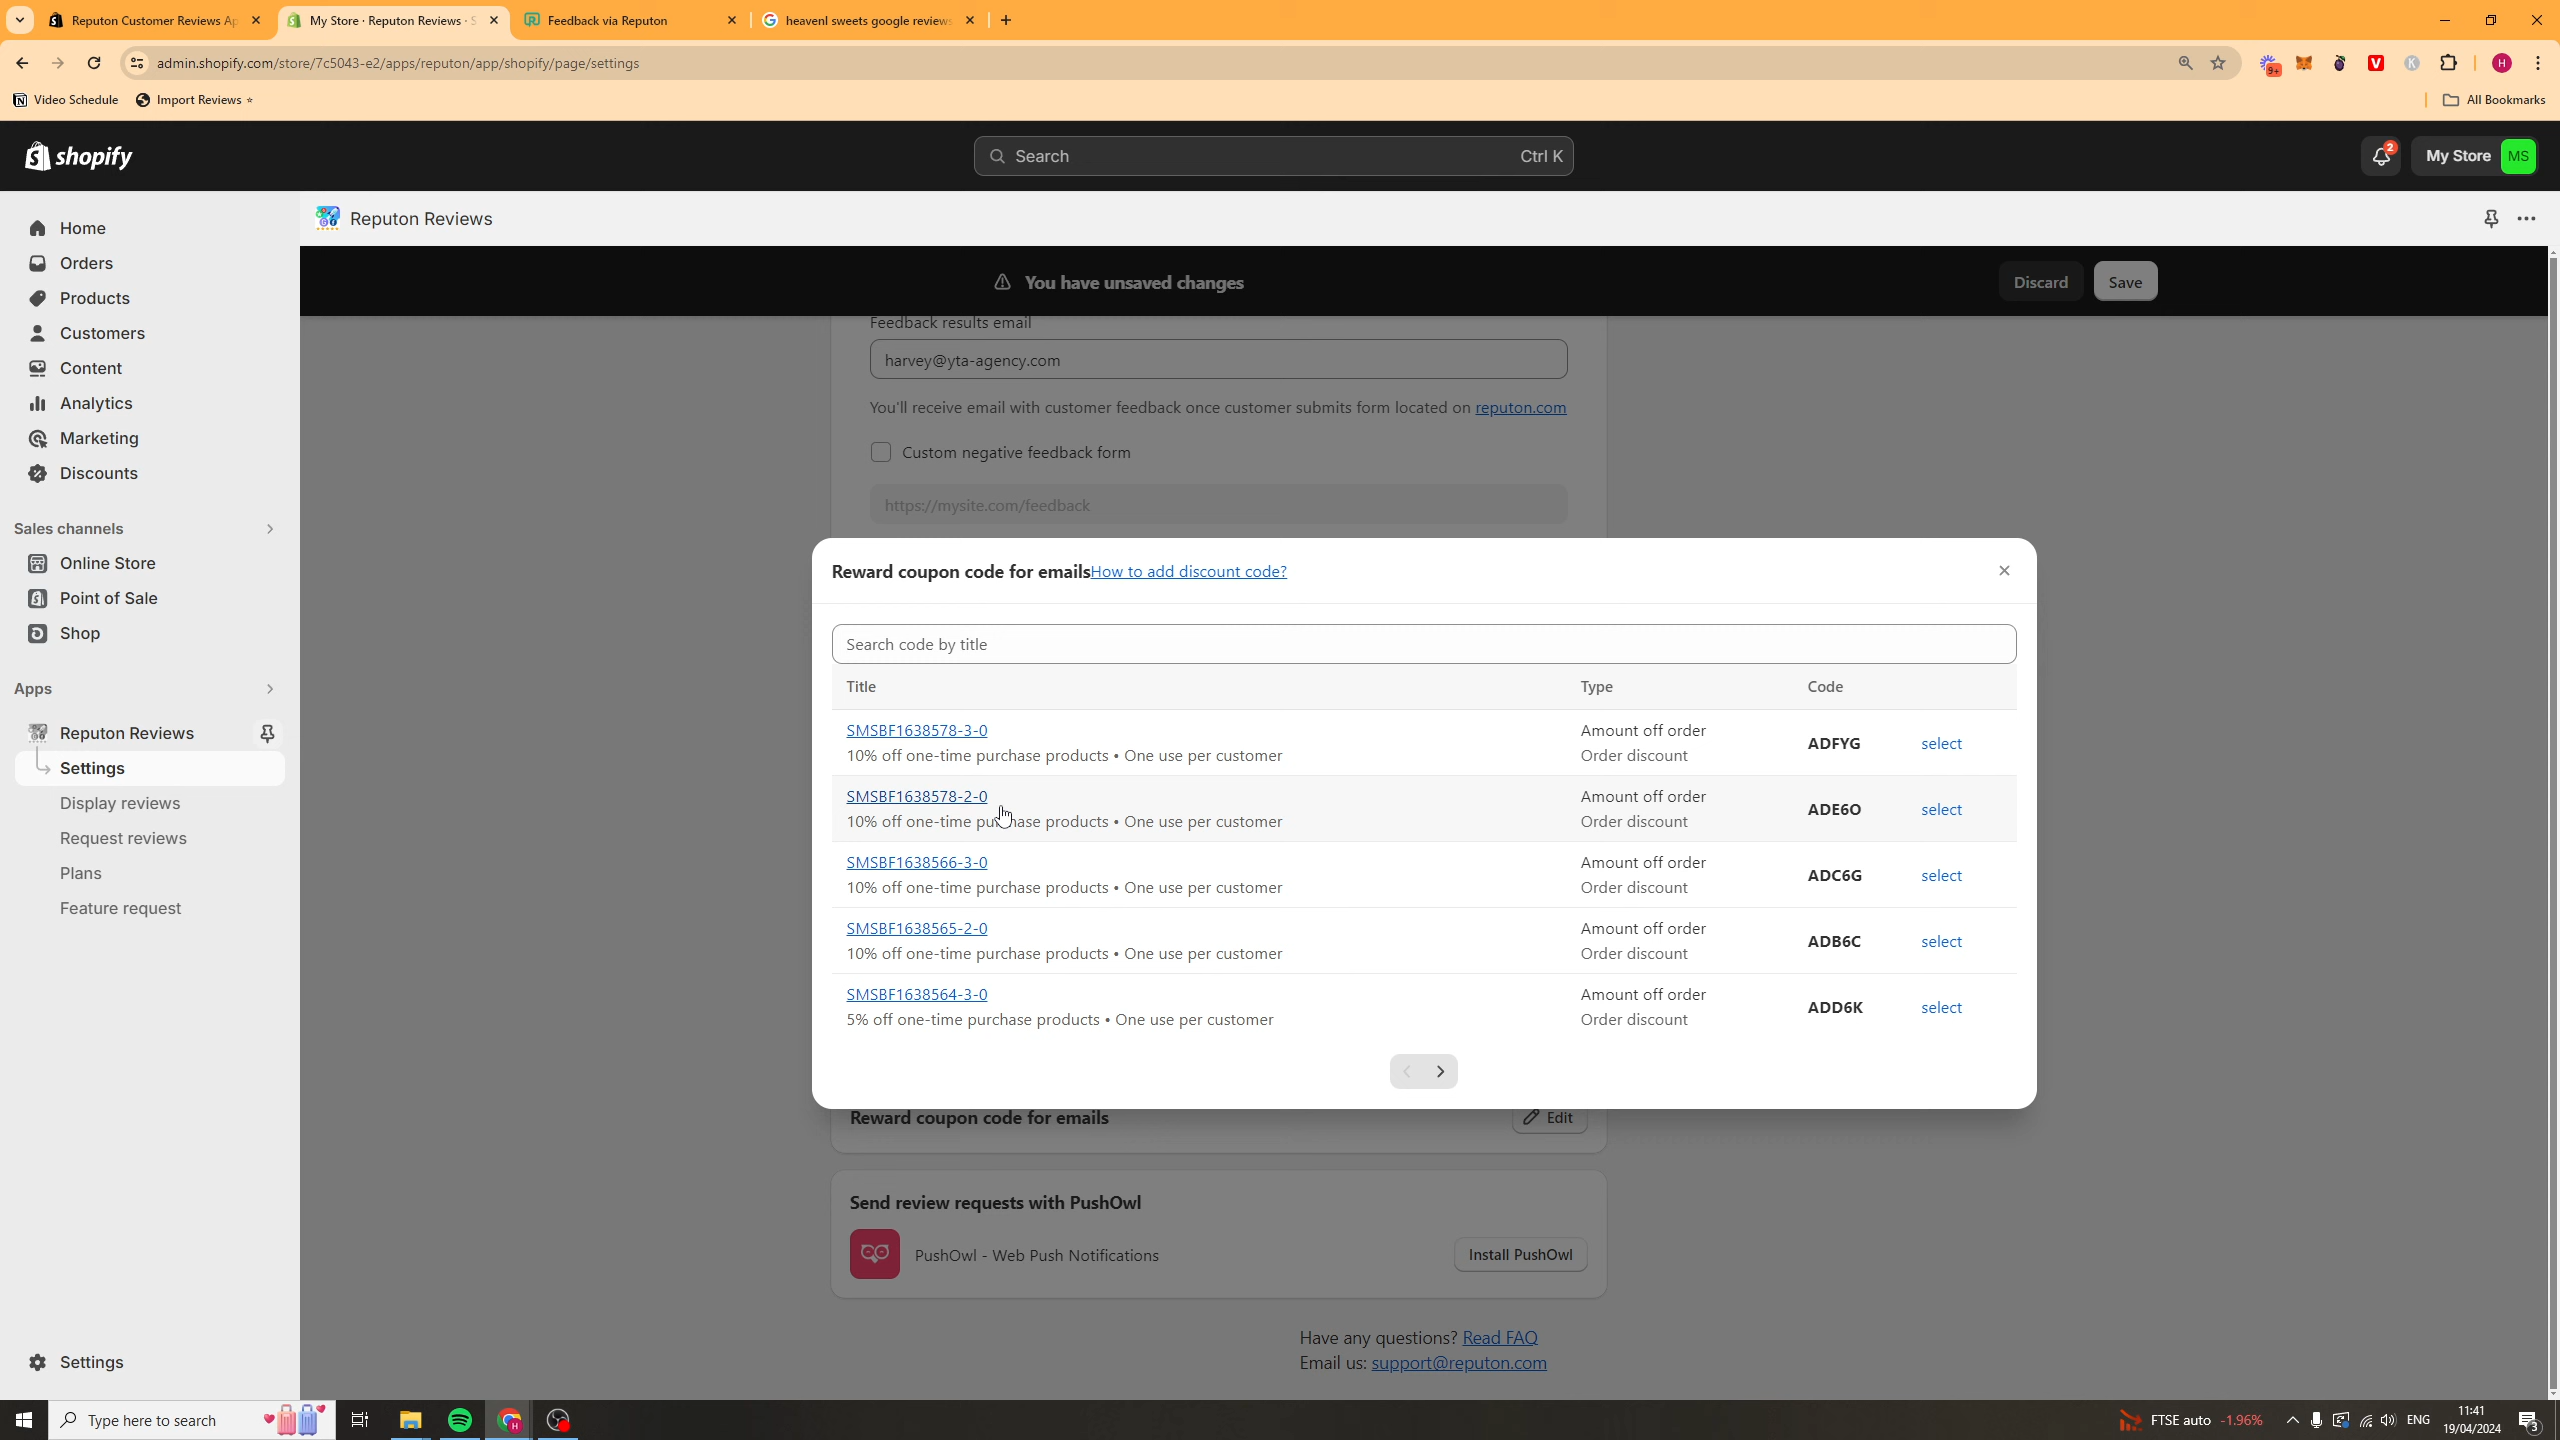 Reputon Customer Reviews Ap
My Store · Reputon Reviews · S
Feedback via Reputon
heavenl sweets google reviews
admin.shopify.com/store/7c5043-e2/apps/reputon/app/shopify/page/settings
9+
H
Video Schedule
Import Reviews
All Bookmarks
shopify
Search
Ctrl K
2
My Store
MS
Home
Orders
Products
Customers
Content
Analytics
Marketing
Discounts
Sales channels
Online Store
Point of Sale
Shop
Apps
Reputon Reviews
Settings
Display reviews
Request reviews
Plans
Feature request
Settings
Reputon Reviews
You have unsaved changes
Discard
Save
Feedback results email
harvey@yta-agency.com
You'll receive email with customer feedback once customer submits form located on reputon.com
Custom negative feedback form
https://mysite.com/feedback
Reward coupon code for emails How to add discount code?
Search code by title
Title Type Code
SMSBF1638578-3-0 Amount off order
10% off one-time purchase products • One use per customer Order discount
ADFYG select
SMSBF1638578-2-0 Amount off order
10% off one-time purchase products • One use per customer Order discount
ADE6O select
SMSBF1638566-3-0 Amount off order
10% off one-time purchase products • One use per customer Order discount
ADC6G select
SMSBF1638565-2-0 Amount off order
10% off one-time purchase products • One use per customer Order discount
ADB6C select
SMSBF1638564-3-0 Amount off order
5% off one-time purchase products • One use per customer Order discount
ADD6K select
Reward coupon code for emails
Edit
Send review requests with PushOwl
PushOwl - Web Push Notifications
Install PushOwl
Have any questions? Read FAQ
Email us: support@reputon.com
Type here to search
FTSE auto -1.96%
ENG
11:41
19/04/2024
3